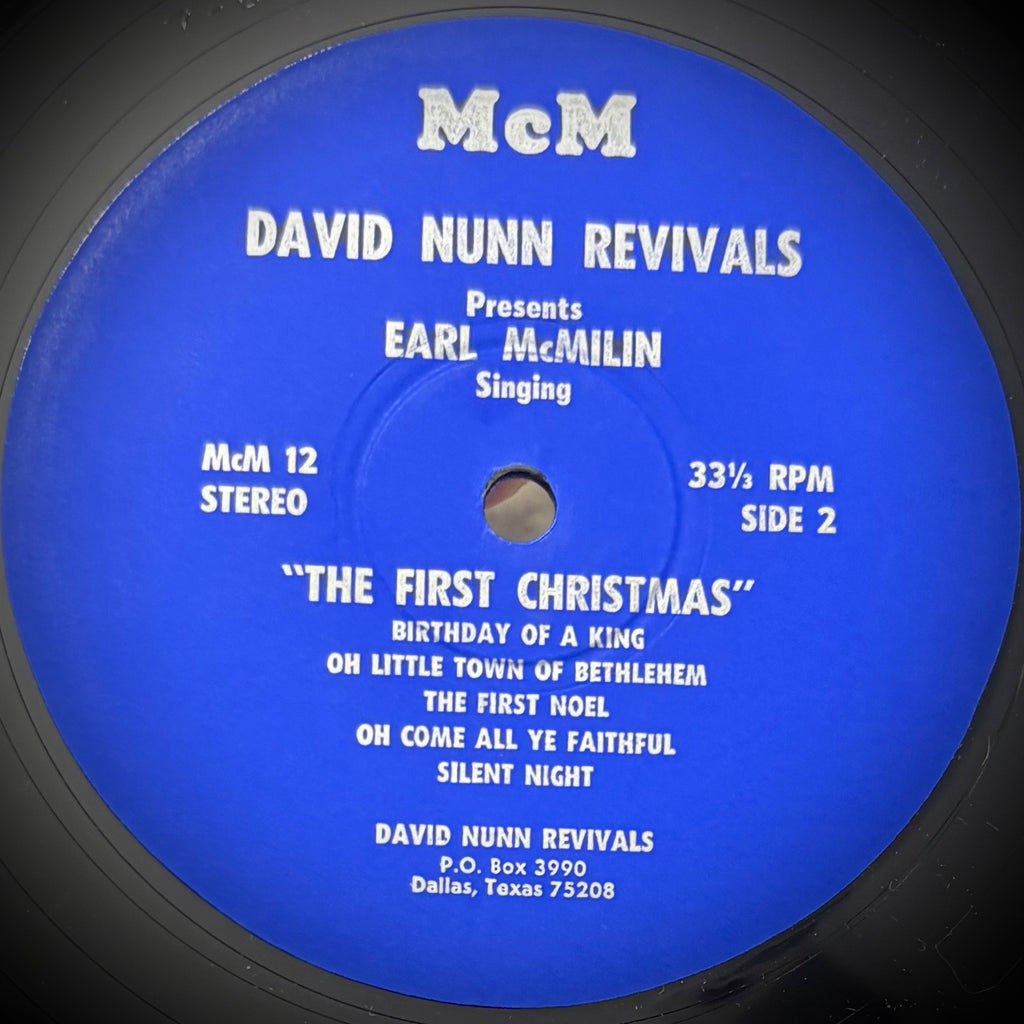 McM
DAVID NUNN REVIVALS
Presents
EARL McMILIN
Singing
McM 12
STEREO
33⅓ RPM
SIDE 2
"THE FIRST CHRISTMAS"
BIRTHDAY OF A KING
OH LITTLE TOWN OF BETHLEHEM
THE FIRST NOEL
OH COME ALL YE FAITHFUL
SILENT NIGHT
DAVID NUNN REVIVALS
P.O. Box 3990
Dallas, Texas 75208